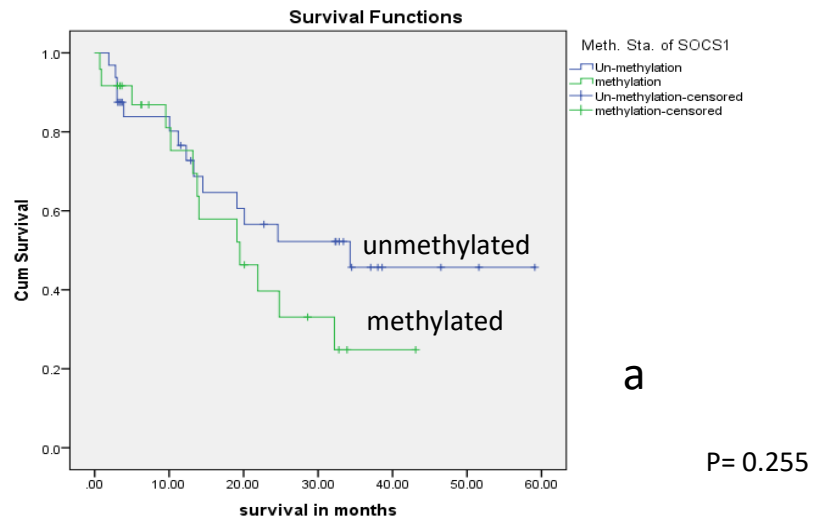 Survival Functions
Meth. Sta. of SOCS1
Un-methylation
methylation
Un-methylation-censored
methylation-censored
1.0
0.8
0.6
0.4
0.2
0.0
Cum Survival
unmethylated
methylated
a
P= 0.255
.00 10.00 20.00 30.00 40.00 50.00 60.00
survival in months